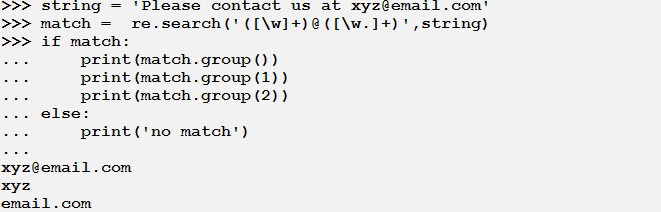 >>> string = 'Please contact us at xyz@email.com'
>>> match =  re.search('([\w]+)@([\w.]+)',string)
>>> if match:
...     print(match.group())
...     print(match.group(1))
...     print(match.group(2))
... else:
...     print('no match')
...
xyz@email.com
xyz
email.com